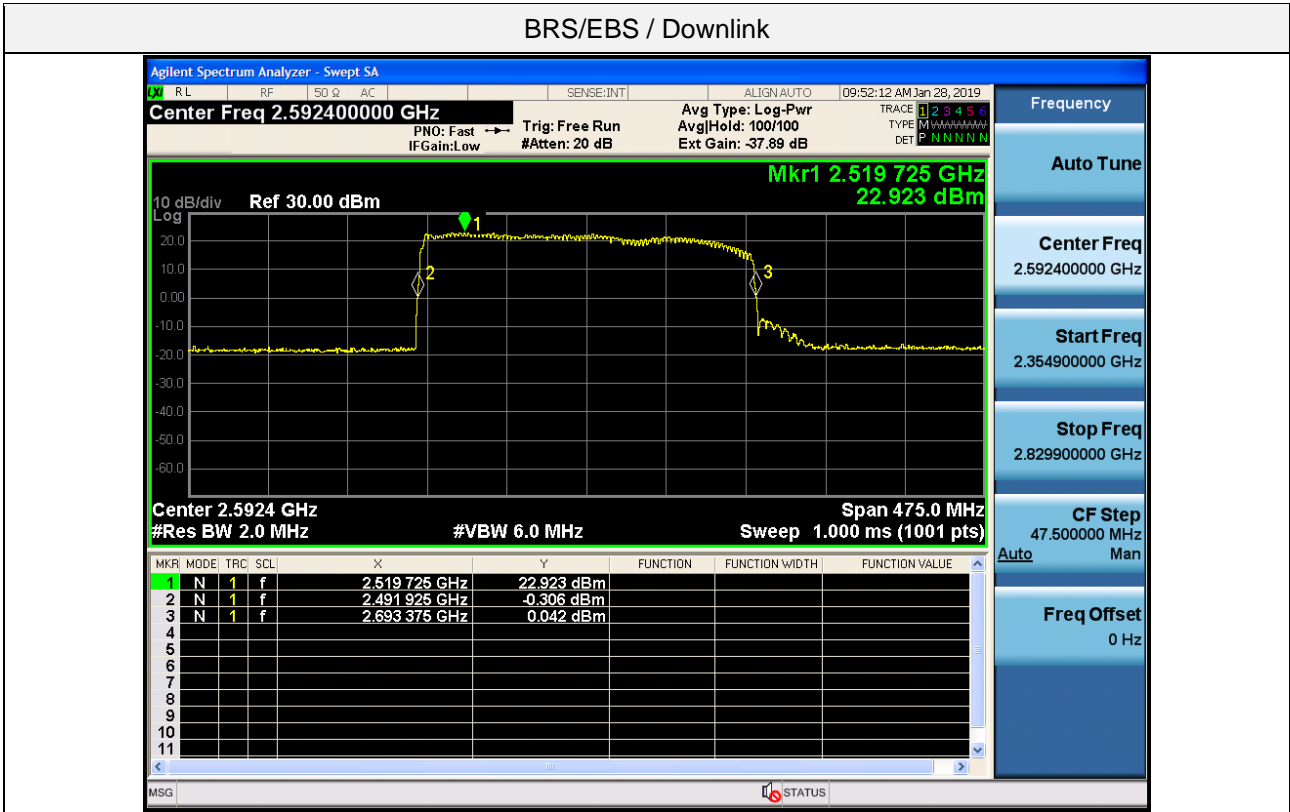 BRS/EBS / Downlink
Agilent Spectrum Analyzer - Swept SA
LXI RL RF 50 Ω AC SENSE:INT ALIGN AUTO 09:52:12 AM Jan 28, 2019
Center Freq 2.592400000 GHz
PNO: Fast
IFGain:Low
Trig: Free Run
#Atten: 20 dB
Avg Type: Log-Pwr
Avg|Hold: 100/100
Ext Gain: -37.89 dB
TRACE 1 2 3 4 5 6
TYPE M W W W W W
DET P N N N N N
Frequency
Auto Tune
Center Freq
2.592400000 GHz
Start Freq
2.354900000 GHz
Stop Freq
2.829900000 GHz
CF Step
47.500000 MHz
Auto Man
Freq Offset
0 Hz
Mkr1 2.519 725 GHz
22.923 dBm
10 dB/div Ref 30.00 dBm
Log
20.0
10.0
0.00
-10.0
-20.0
-30.0
-40.0
-50.0
-60.0
1
2
3
Center 2.5924 GHz Span 475.0 MHz
#Res BW 2.0 MHz #VBW 6.0 MHz Sweep 1.000 ms (1001 pts)
MKR MODE TRC SCL X Y FUNCTION FUNCTION WIDTH FUNCTION VALUE
1 N 1 f 2.519 725 GHz 22.923 dBm
2 N 1 f 2.491 925 GHz -0.306 dBm
3 N 1 f 2.693 375 GHz 0.042 dBm
4
5
6
7
8
9
10
11
MSG STATUS